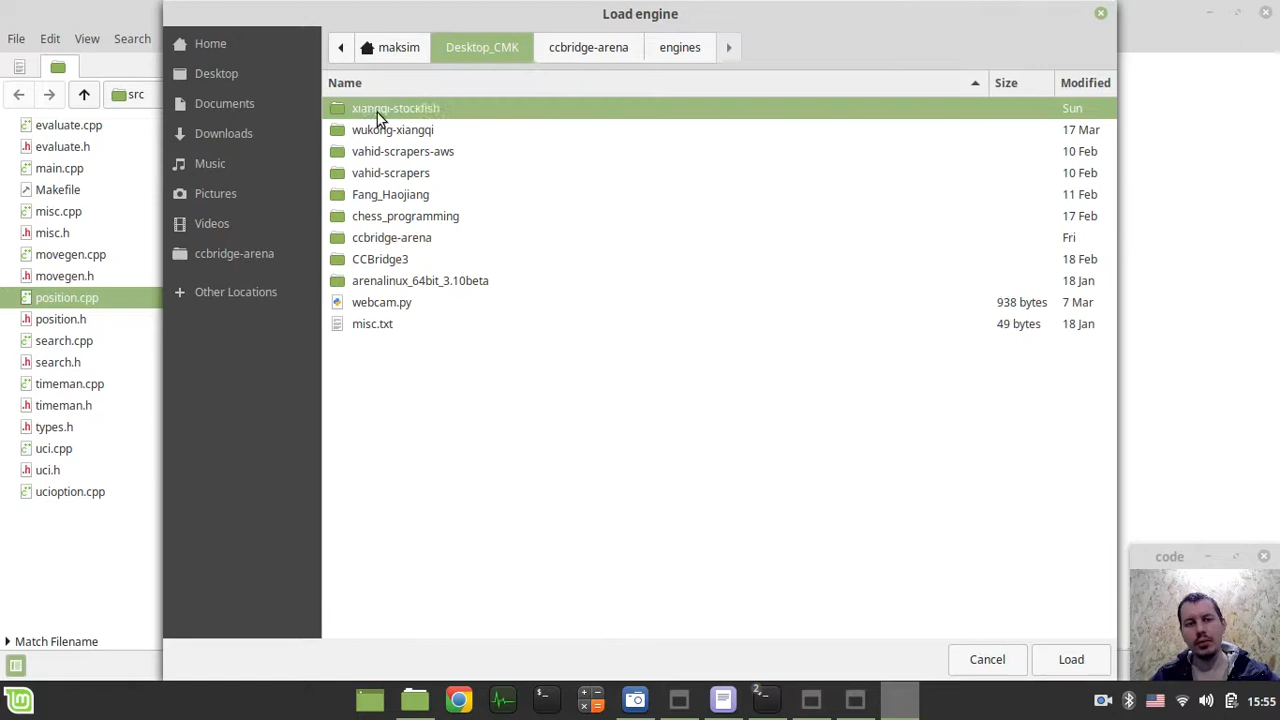 Load engine
File Edit View Search
Home
Desktop
Documents
Downloads
Music
Pictures
Videos
ccbridge-arena
Other Locations
maksim Desktop_CMK ccbridge-arena engines
Name Size Modified
xiangqi-stockfish Sun
wukong-xiangqi 17 Mar
vahid-scrapers-aws 10 Feb
vahid-scrapers 10 Feb
Fang_Haojiang 11 Feb
chess_programming 17 Feb
ccbridge-arena Fri
CCBridge3 18 Feb
arenalinux_64bit_3.10beta 18 Jan
webcam.py 938 bytes 7 Mar
misc.txt 49 bytes 18 Jan
src
evaluate.cpp
evaluate.h
main.cpp
Makefile
misc.cpp
misc.h
movegen.cpp
movegen.h
position.cpp
position.h
search.cpp
search.h
timeman.cpp
timeman.h
types.h
uci.cpp
uci.h
ucioption.cpp
Match Filename
Cancel Load
code
15:55